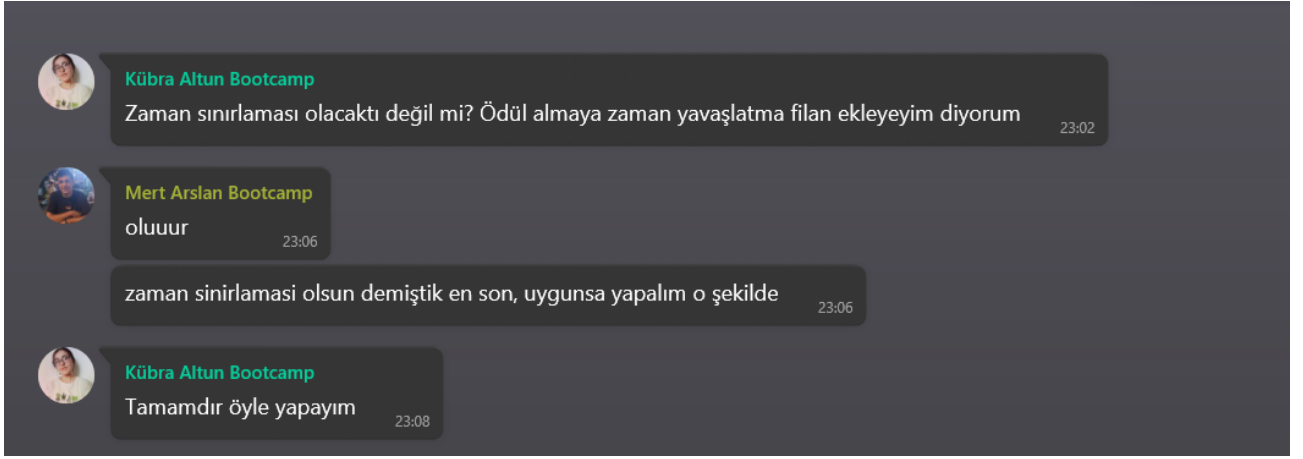 Kübra Altun Bootcamp
Zaman sınırlaması olacaktı değil mi? Ödül almaya zaman yavaşlatma filan ekleyeyim diyorum
23:02
Mert Arslan Bootcamp
oluuur
23:06
zaman sinirlamasi olsun demiştik en son, uygunsa yapalım o şekilde
23:06
Kübra Altun Bootcamp
Tamamdır öyle yapayım
23:08